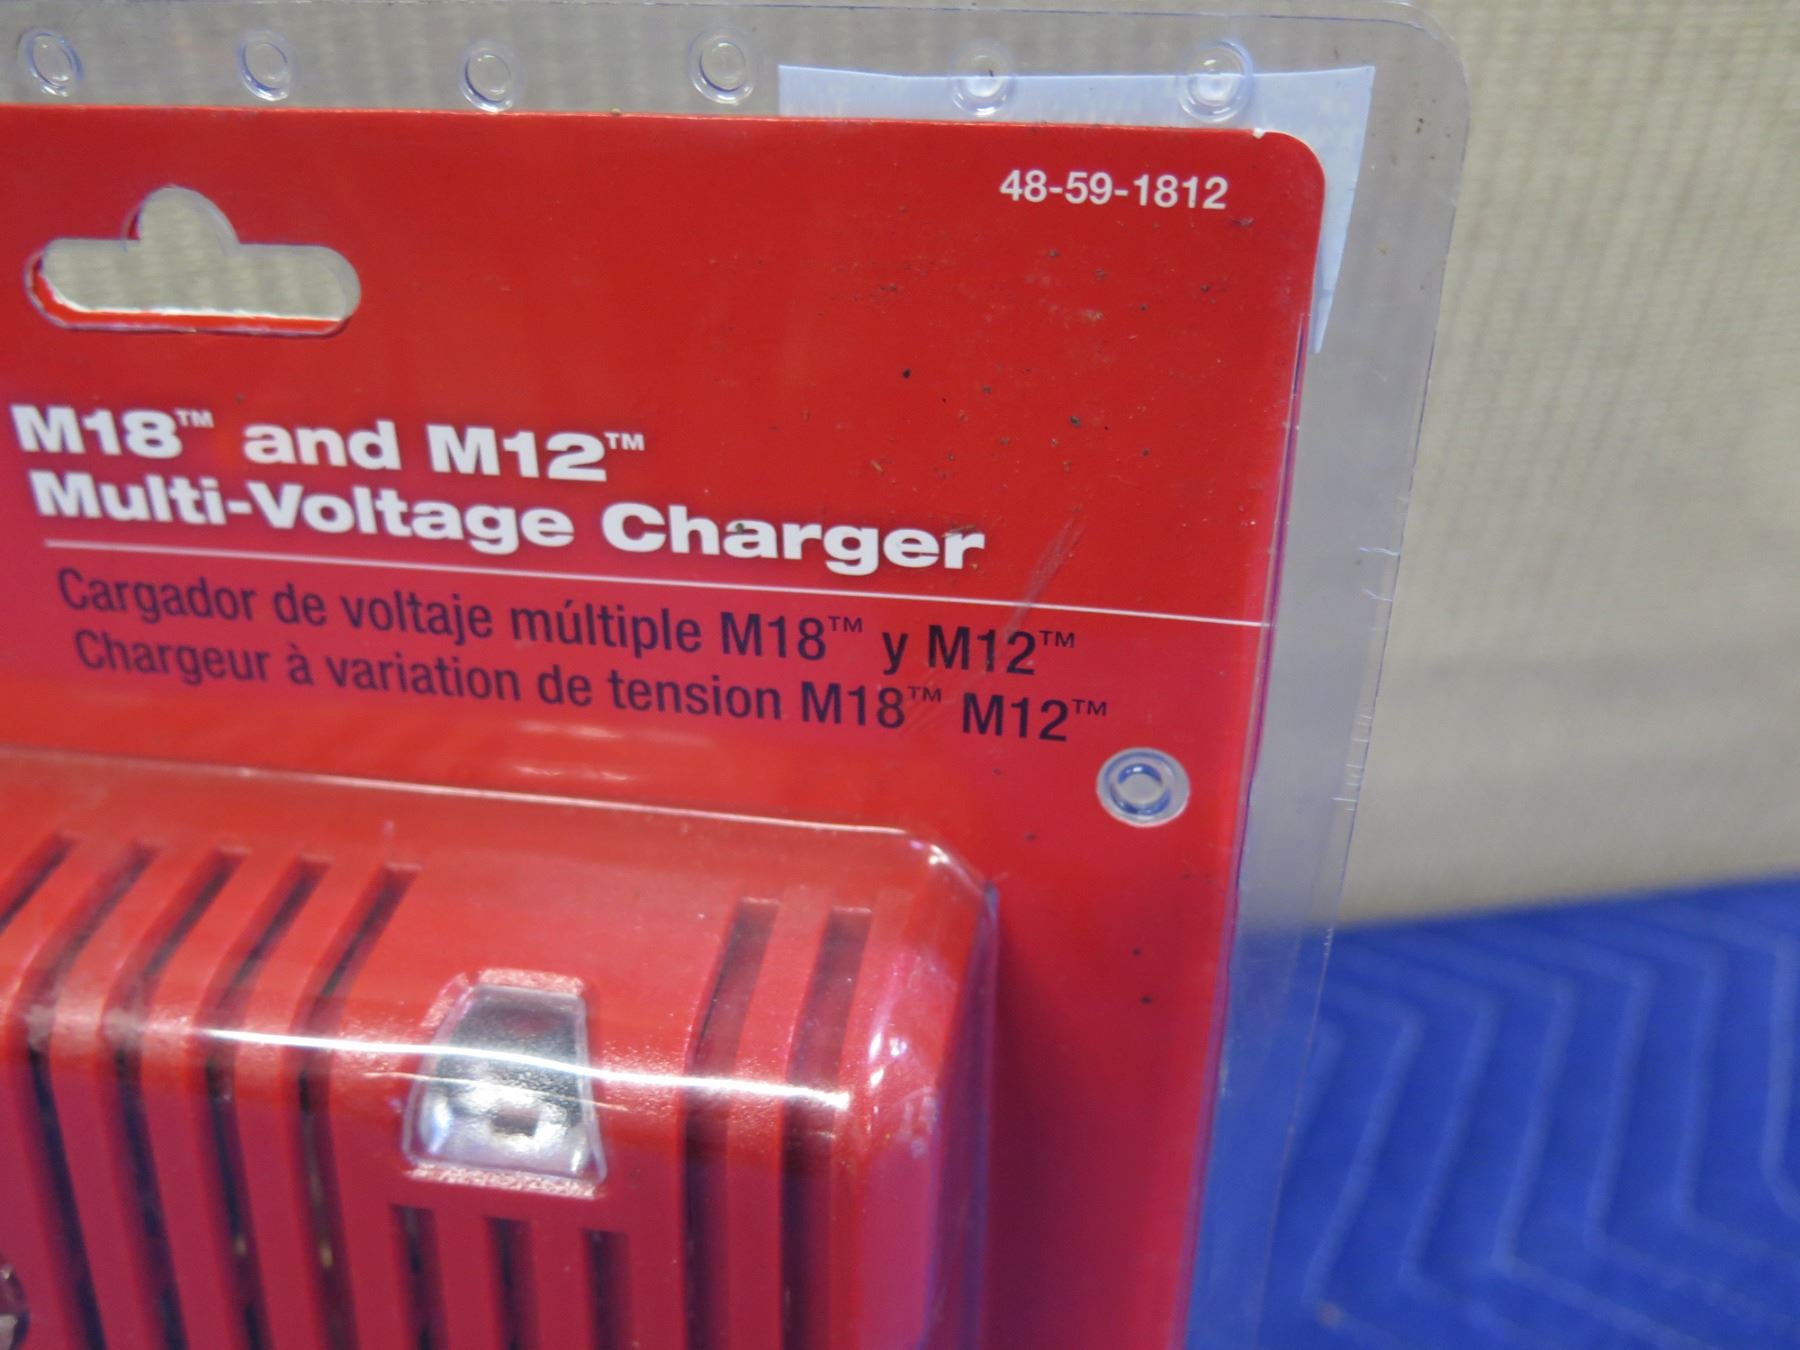 48-59-1812
M18™ and M12™
Multi-Voltage Charger
Cargador de voltaje múltiple M18™ y M12™
Chargeur à variation de tension M18™ M12™